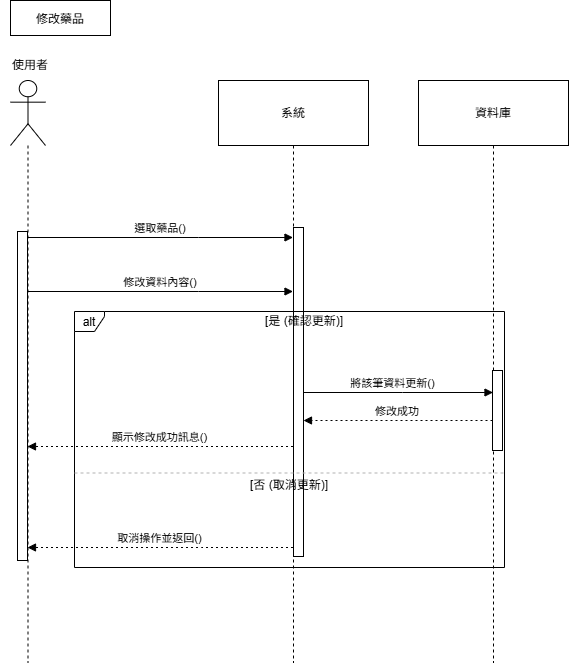 修改藥品
使用者
系統
資料庫
選取藥品()
修改資料內容()
alt
[是 (確認更新)]
將該筆資料更新()
修改成功
顯示修改成功訊息()
[否 (取消更新)]
取消操作並返回()